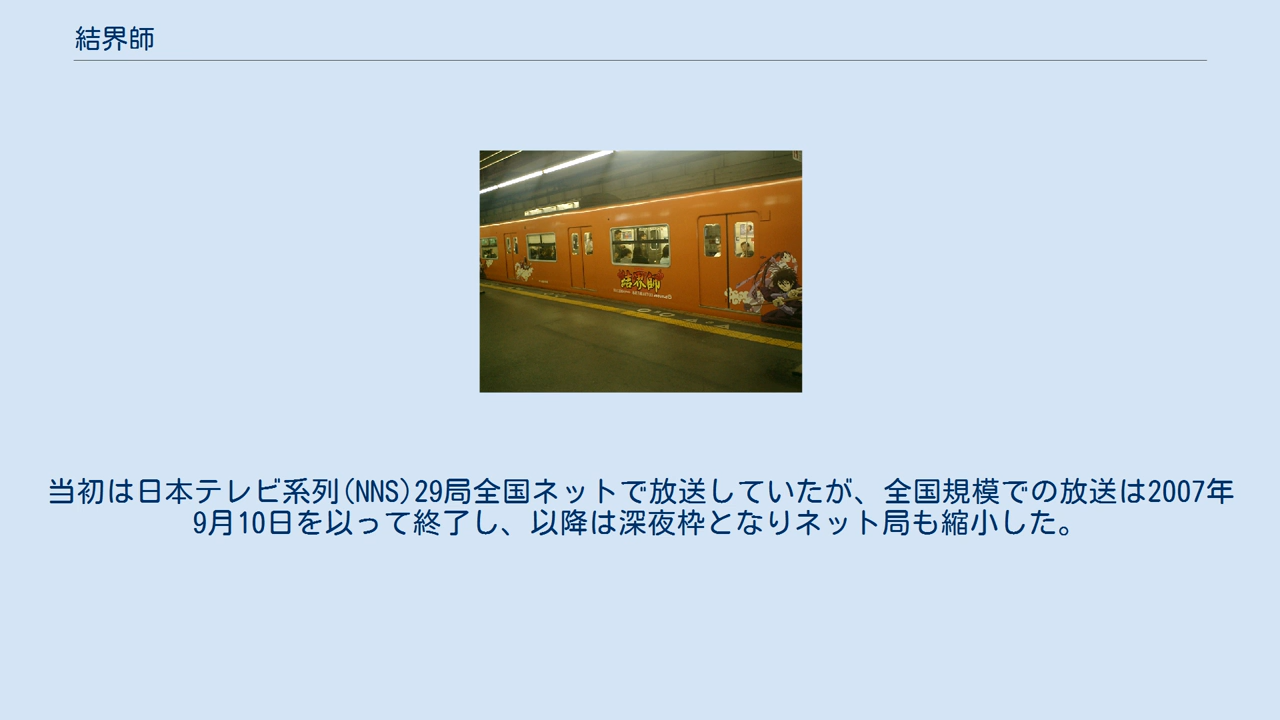 結界師
結界師
当初は日本テレビ系列(NNS)29局全国ネットで放送していたが、全国規模での放送は2007年
9月10日を以って終了し、以降は深夜枠となりネット局も縮小した。